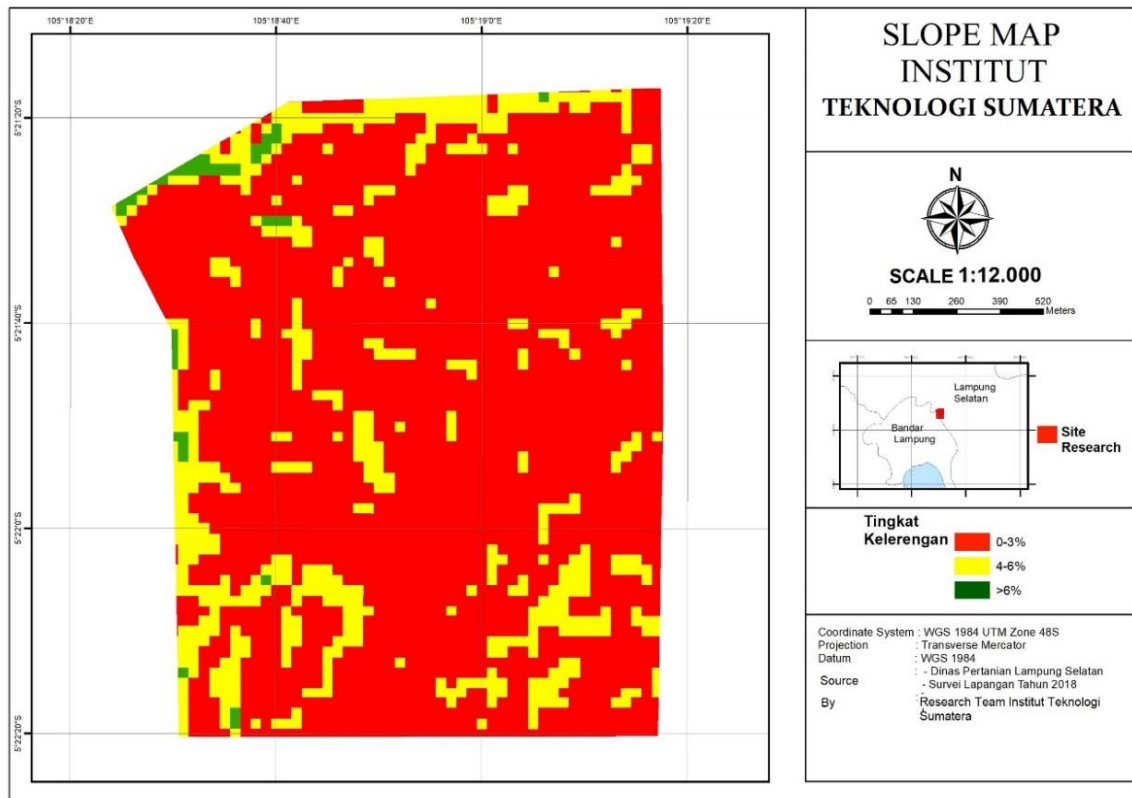 105°18'20"E 105°18'40"E 105°19'0"E 105°19'20"E
5°21'20"S
5°21'40"S
5°22'0"S
5°22'20"S
SLOPE MAP
INSTITUT
TEKNOLOGI SUMATERA
N
SCALE 1:12.000
0 65 130 260 390 520
Meters
Lampung
Selatan
Bandar
Lampung
Site
Research
Tingkat
Kelerengan
0-3%
4-6%
>6%
Coordinate System : WGS 1984 UTM Zone 48S
Projection : Transverse Mercator
Datum : WGS 1984
Source : - Dinas Pertanian Lampung Selatan
- Survei Lapangan Tahun 2018
By : Research Team Institut Teknologi
Sumatera